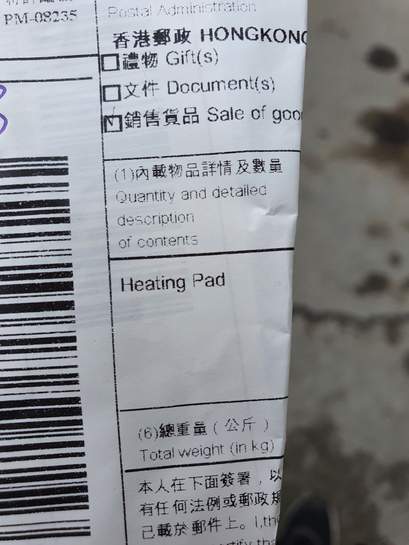 PM-08235
Postal Administration
香港郵政 HONGKONG
禮物 Gift(s)
文件 Document(s)
銷售貨品 Sale of goo
(1)內載物品詳情及數量
Quantity and detailed
description
of contents
Heating Pad
(6)總重量（公斤）
Total weight (in kg)
本人在下面簽署，以
有任何法例或郵政規
已載於郵件上。I, the